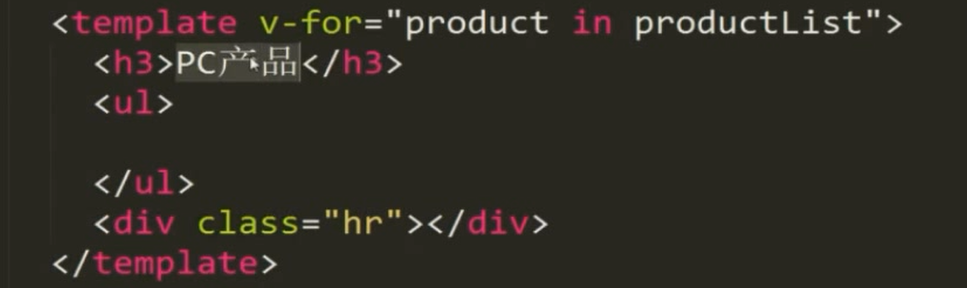 <template v-for="product in productList">
<h3>PC产品</h3>
<ul>
</ul>
<div class="hr"></div>
</template>